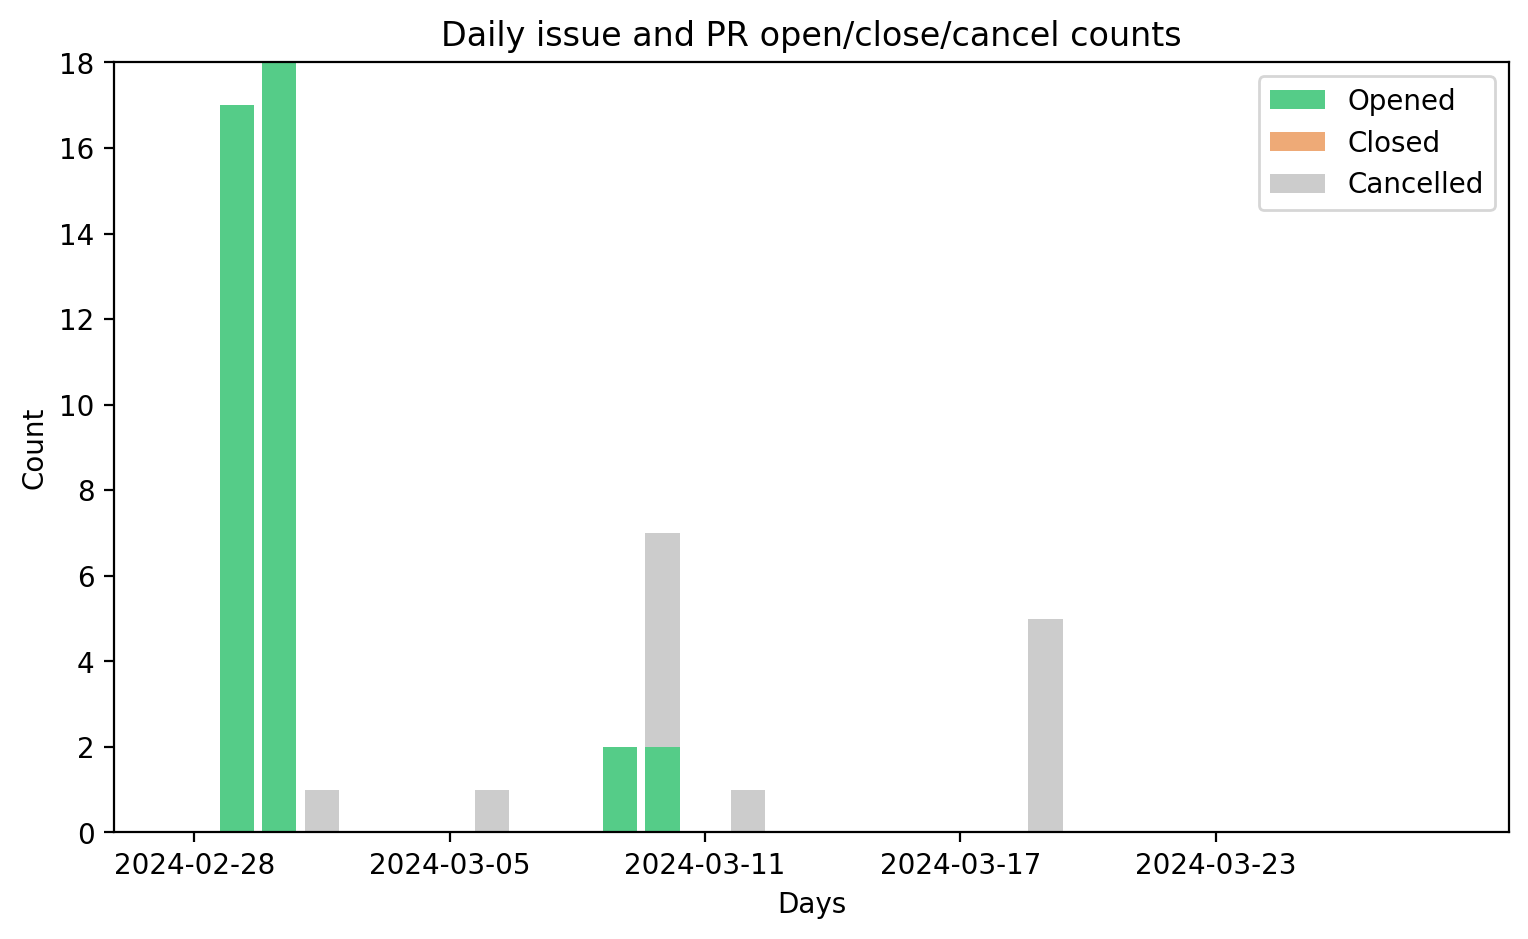 Daily issue and PR open/close/cancel counts
18
16
14
12
10
8
6
4
2
0
Count
Opened
Closed
Cancelled
2024-02-28
2024-03-05
2024-03-11
2024-03-17
2024-03-23
Days